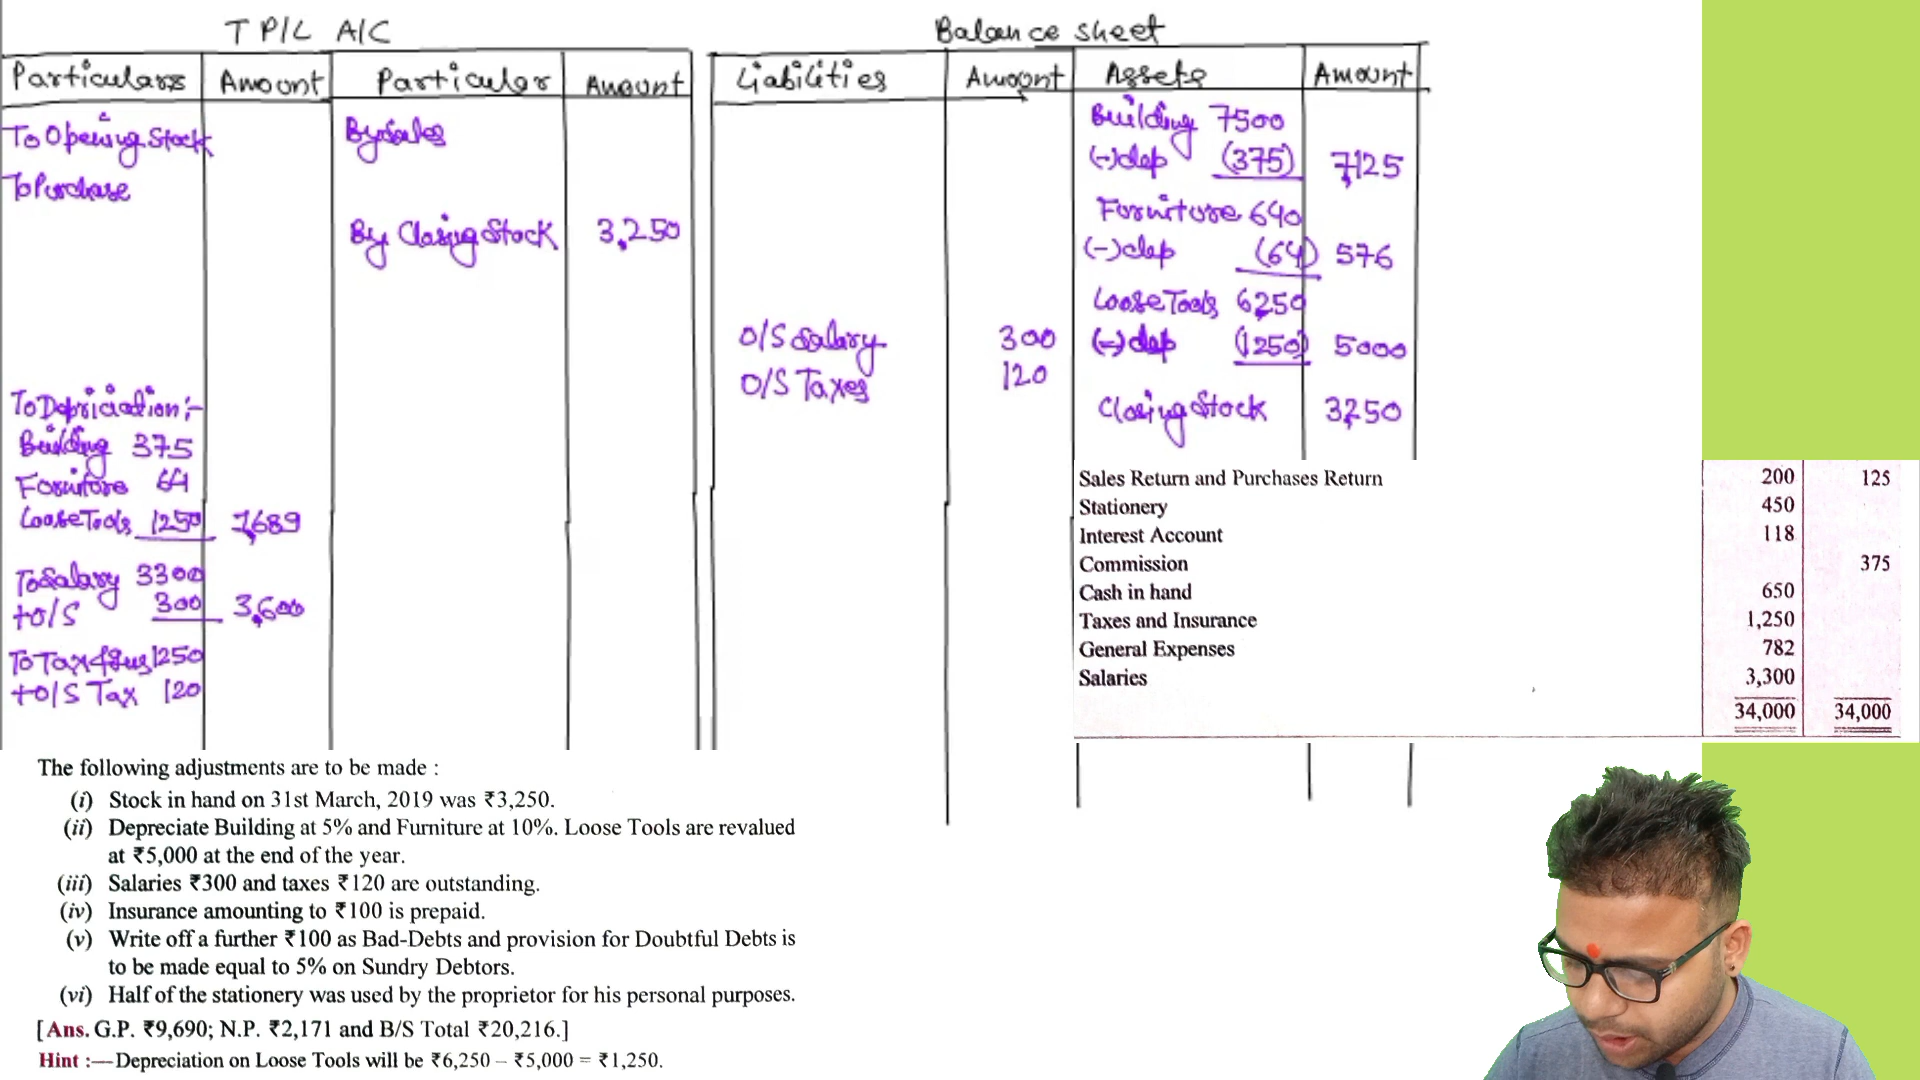 T P/L A/C
Particulars Amount Particular Amount
To Opening Stock By Sales
To Purchase
By Closing Stock 3,250
To Depriciation:-
Building 375
Forniture 64
Loose Tools 1250 1,689
To Salary 3300
+O/S 300 3,600
To Tax & Ins 1250
+O/S Tax 120
Balance sheet
Liabilities Amount Assets Amount
Building 7500
(-)dep (375) 7,125
Forniture 640
(-)dep (64) 576
Loose Tools 6,250
O/S Salary 300 (-)dep (1250) 5000
O/S Taxes 120
Closing Stock 3,250
Sales Return and Purchases Return 200 125
Stationery 450
Interest Account 118
Commission 375
Cash in hand 650
Taxes and Insurance 1,250
General Expenses 782
Salaries 3,300
34,000 34,000
The following adjustments are to be made :
(i) Stock in hand on 31st March, 2019 was ₹3,250.
(ii) Depreciate Building at 5% and Furniture at 10%. Loose Tools are revalued
at ₹5,000 at the end of the year.
(iii) Salaries ₹300 and taxes ₹120 are outstanding.
(iv) Insurance amounting to ₹100 is prepaid.
(v) Write off a further ₹100 as Bad-Debts and provision for Doubtful Debts is
to be made equal to 5% on Sundry Debtors.
(vi) Half of the stationery was used by the proprietor for his personal purposes.
[Ans. G.P. ₹9,690; N.P. ₹2,171 and B/S Total ₹20,216.]
Hint :— Depreciation on Loose Tools will be ₹6,250 – ₹5,000 = ₹1,250.